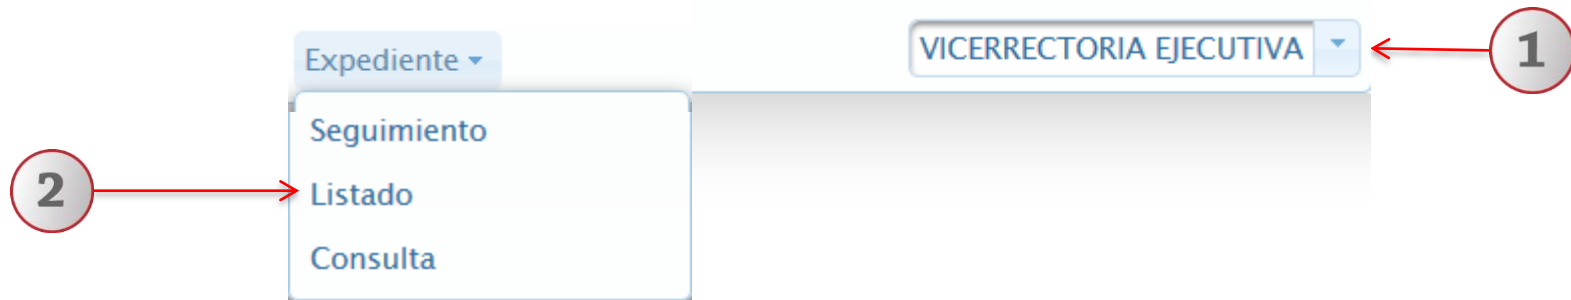 Expediente
VICERRECTORIA EJECUTIVA
1
Seguimiento
2
Listado
Consulta